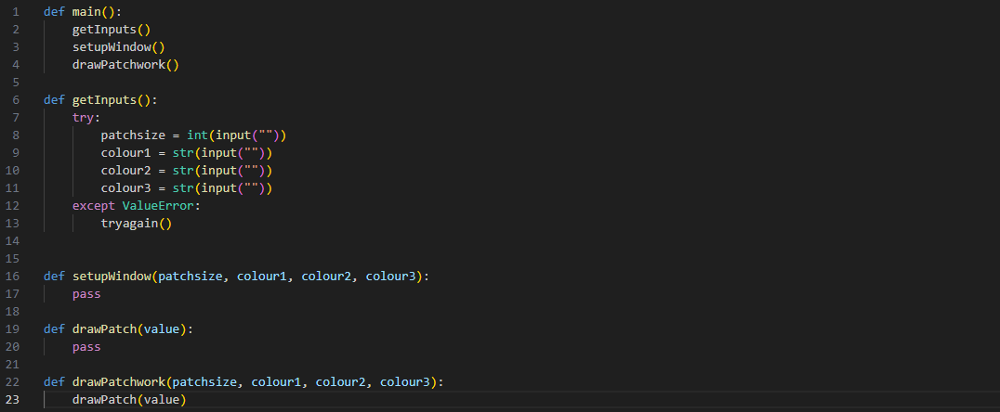 1 def main():
2 getInputs()
3 setupWindow()
4 drawPatchwork()
5
6 def getInputs():
7 try:
8 patchsize = int(input(""))
9 colour1 = str(input(""))
10 colour2 = str(input(""))
11 colour3 = str(input(""))
12 except ValueError:
13 tryagain()
14
15
16 def setupWindow(patchsize, colour1, colour2, colour3):
17 pass
18
19 def drawPatch(value):
20 pass
21
22 def drawPatchwork(patchsize, colour1, colour2, colour3):
23 drawPatch(value)